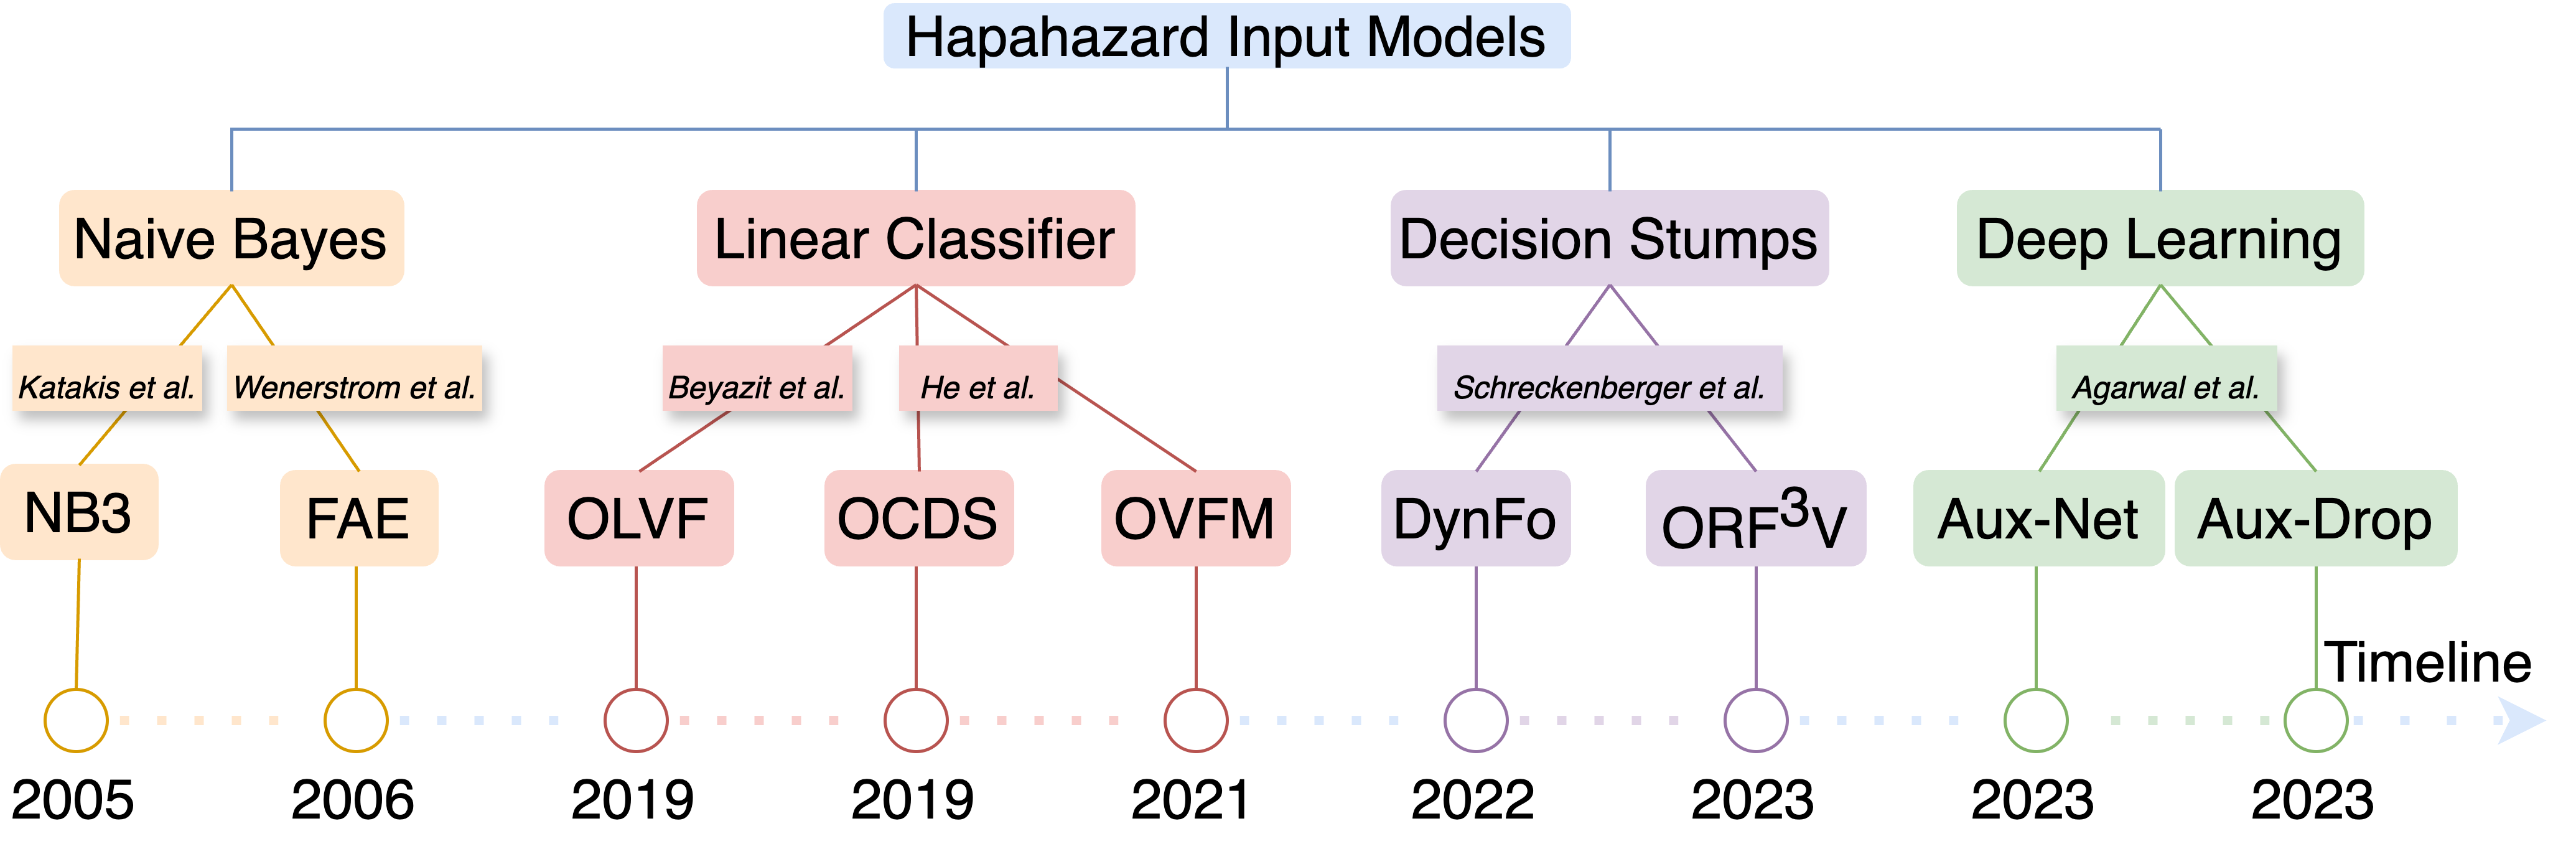 Hapahazard Input Models
Naive Bayes
Linear Classifier
Decision Stumps
Deep Learning
Katakis et al.
Wenerstrom et al.
Beyazit et al.
He et al.
Schreckenberger et al.
Agarwal et al.
NB3
FAE
OLVF
OCDS
OVFM
DynFo
ORF³V
Aux-Net
Aux-Drop
Timeline
2005
2006
2019
2019
2021
2022
2023
2023
2023